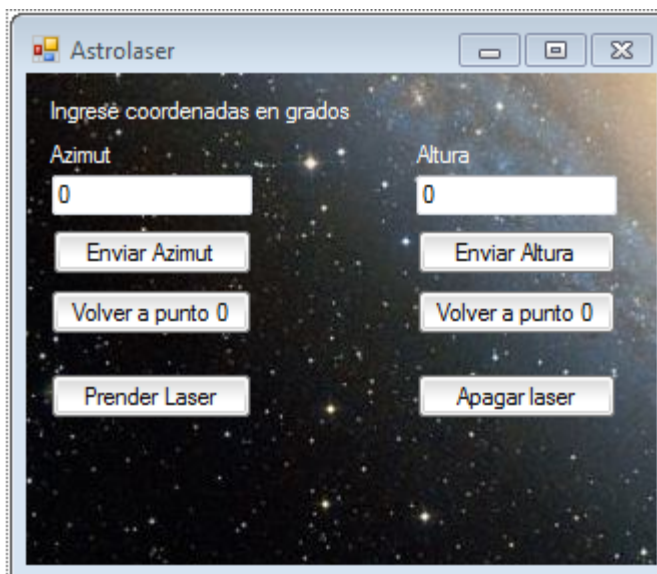 Astrolaser
Ingrese coordenadas en grados
Azimut Altura
0 0
Enviar Azimut Enviar Altura
Volver a punto 0 Volver a punto 0
Prender Laser Apagar laser